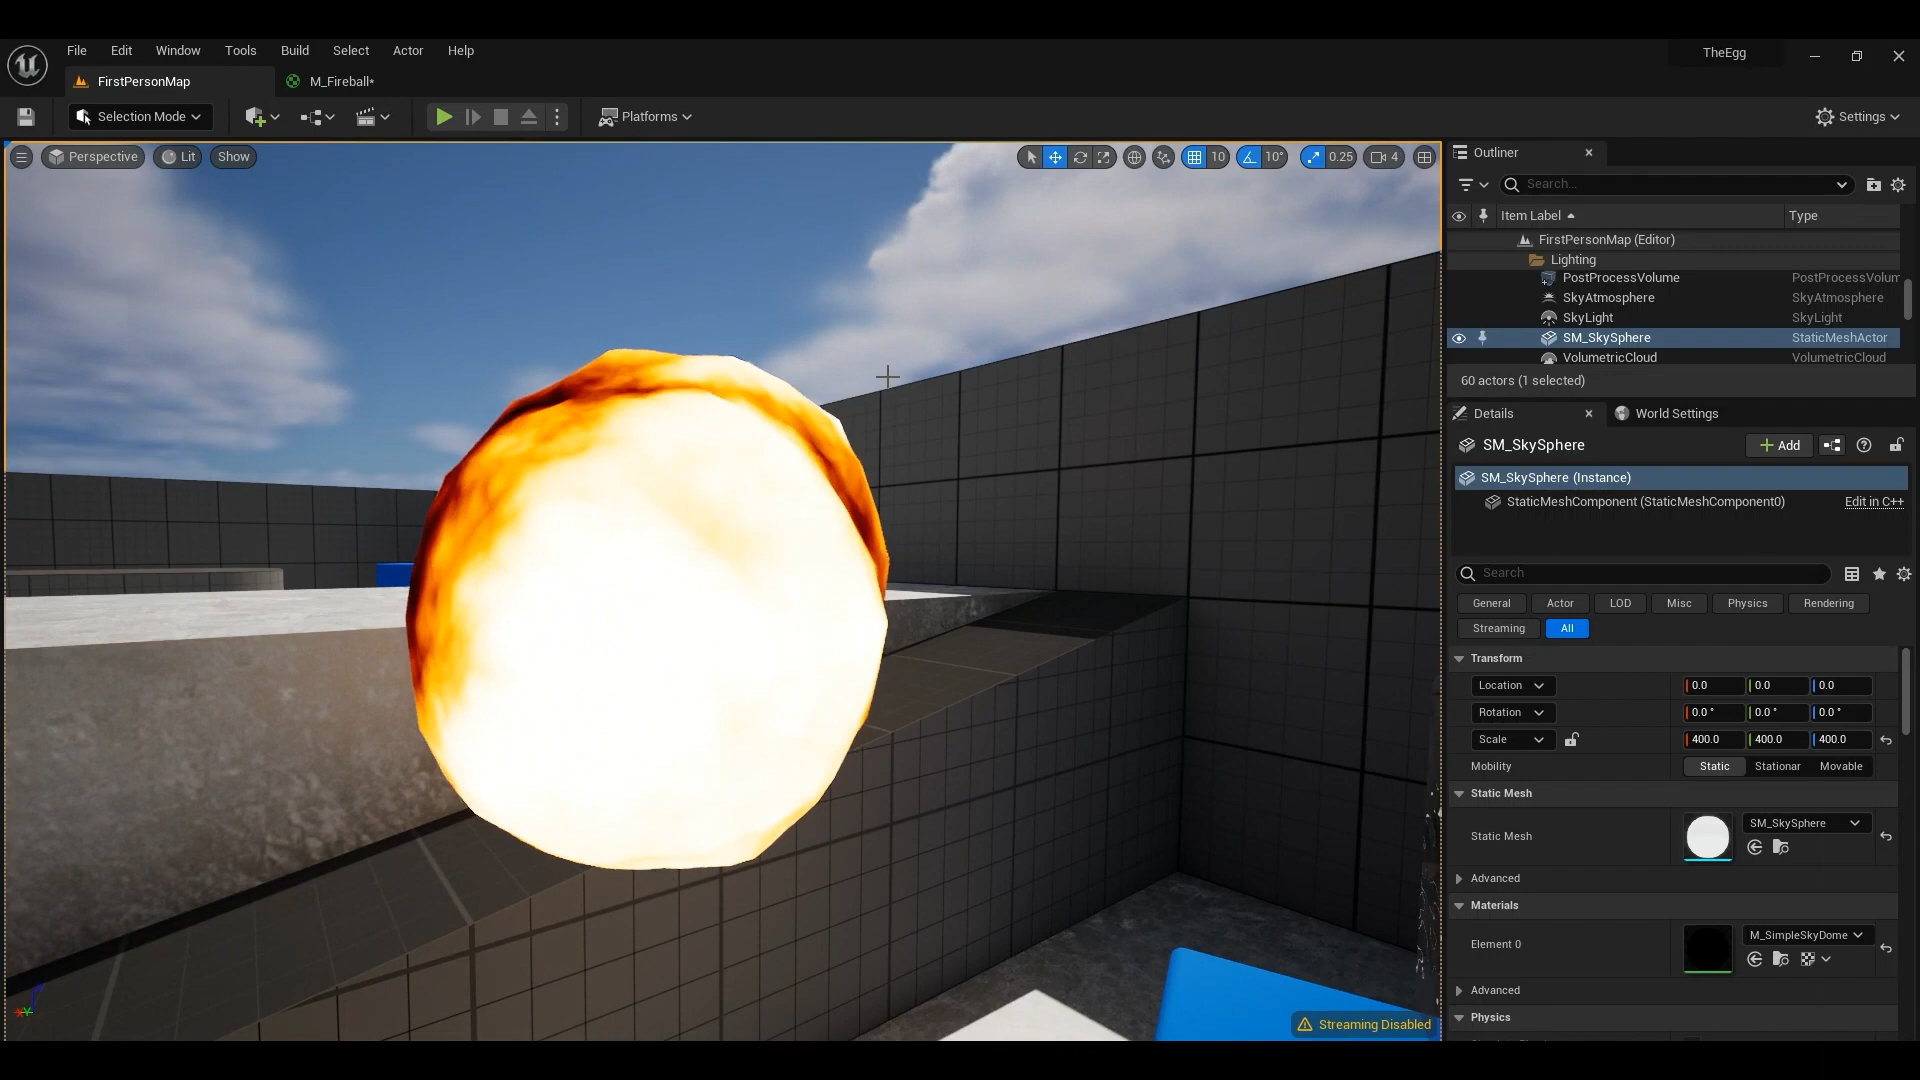 File Edit Window Tools Build Select Actor Help
TheEgg
FirstPersonMap
M_Fireball*
Selection Mode
Platforms
Settings
Perspective
Lit
Show
10
10°
0.25
4
Outliner
Search...
Item Label
Type
FirstPersonMap (Editor)
Lighting
PostProcessVolume PostProcessVolum
SkyAtmosphere SkyAtmosphere
SkyLight SkyLight
SM_SkySphere StaticMeshActor
VolumetricCloud VolumetricCloud
60 actors (1 selected)
Details
World Settings
SM_SkySphere
Add
SM_SkySphere (Instance)
StaticMeshComponent (StaticMeshComponent0) Edit in C++
Search
General Actor LOD Misc Physics Rendering
Streaming All
Transform
Location 0.0 0.0 0.0
Rotation 0.0 ° 0.0 ° 0.0 °
Scale 400.0 400.0 400.0
Mobility Static Stationar Movable
Static Mesh
Static Mesh
SM_SkySphere
Advanced
Materials
Element 0
M_SimpleSkyDome
Advanced
Physics
Streaming Disabled